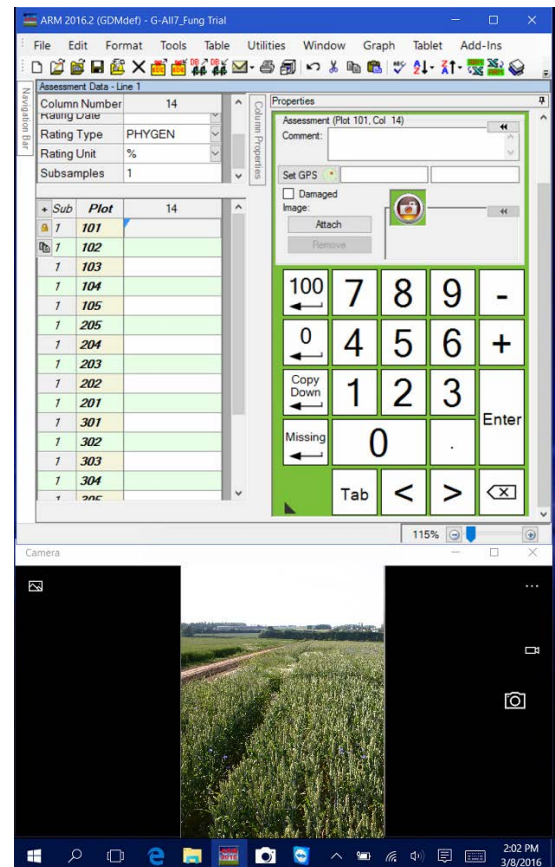 ARM 2016.2 (GDMdef) - G-All7_Fung Trial
File Edit Format Tools Table Utilities Window Graph Tablet Add-Ins
Assessment Data - Line 1
Navigation Bar
Column Number 14
Rating Date
Rating Type PHYGEN
Rating Unit %
Subsamples 1
Column Properties
+ Sub Plot 14
1 101
1 102
1 103
1 104
1 105
1 205
1 204
1 203
1 202
1 201
1 301
1 302
1 303
1 304
1 305
Properties
Assessment (Plot 101, Col 14)
Comment:
Set GPS
Damaged
Image:
Attach
Remove
100 7 8 9 -
0 4 5 6 +
Copy Down 1 2 3 Enter
Missing 0 .
Tab < >
115%
Camera
2:02 PM
3/8/2016